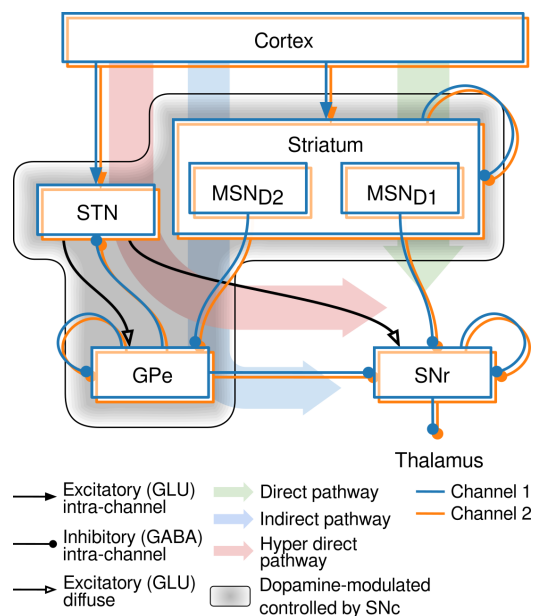 Cortex
Striatum
MSND2
MSND1
STN
GPe
SNr
Thalamus
Excitatory (GLU)
intra-channel
Inhibitory (GABA)
intra-channel
Excitatory (GLU)
diffuse
Direct pathway
Indirect pathway
Hyper direct
pathway
Dopamine-modulated
controlled by SNc
Channel 1
Channel 2